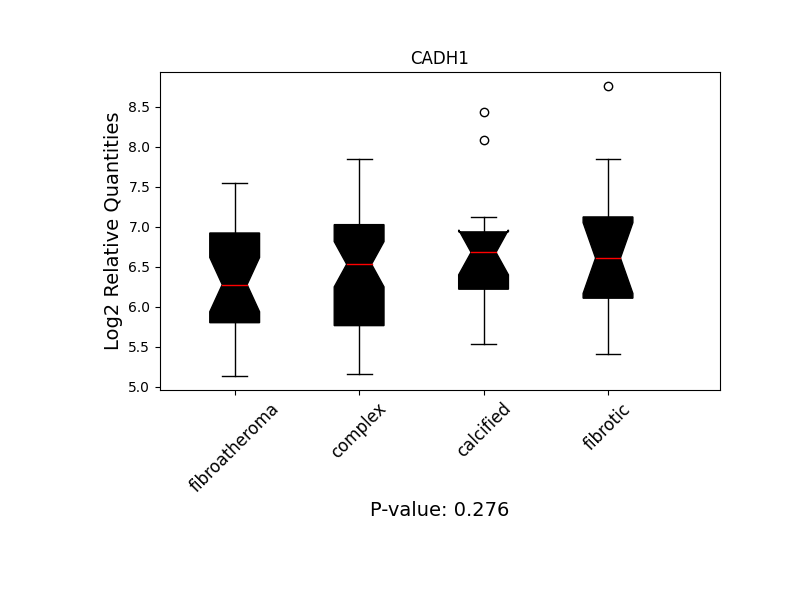 CADH1
Log2 Relative Quantities
8.5
8.0
7.5
7.0
6.5
6.0
5.5
5.0
fibroatheroma
complex
calcified
fibrotic
P-value: 0.276